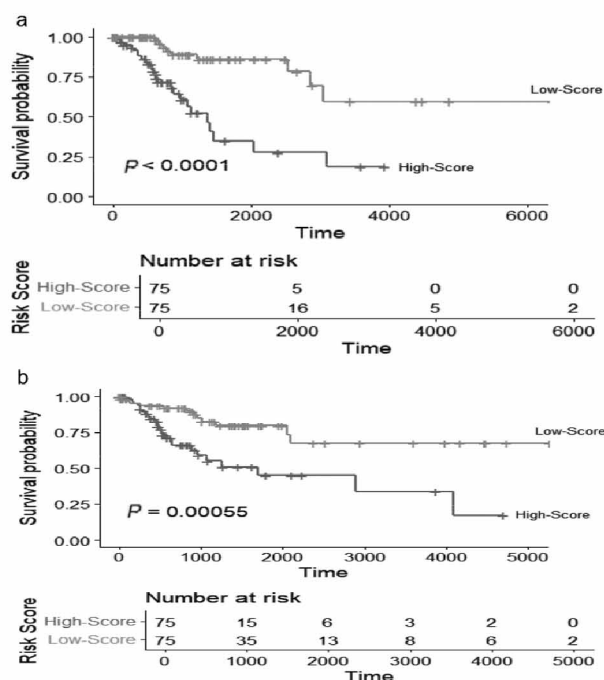 a
1.00
0.75
0.50
0.25
0.00
Survival probability
Low-Score
High-Score
P < 0.0001
0 2000 4000 6000
Time
Number at risk
Risk Score
High-Score 75 5 0 0
Low-Score 75 16 5 2
0 2000 4000 6000
Time
b
1.00
0.75
0.50
0.25
0.00
Survival probability
Low-Score
High-Score
P = 0.00055
0 1000 2000 3000 4000 5000
Time
Number at risk
Risk Score
High-Score 75 15 6 3 2 0
Low-Score 75 35 13 8 6 2
0 1000 2000 3000 4000 5000
Time